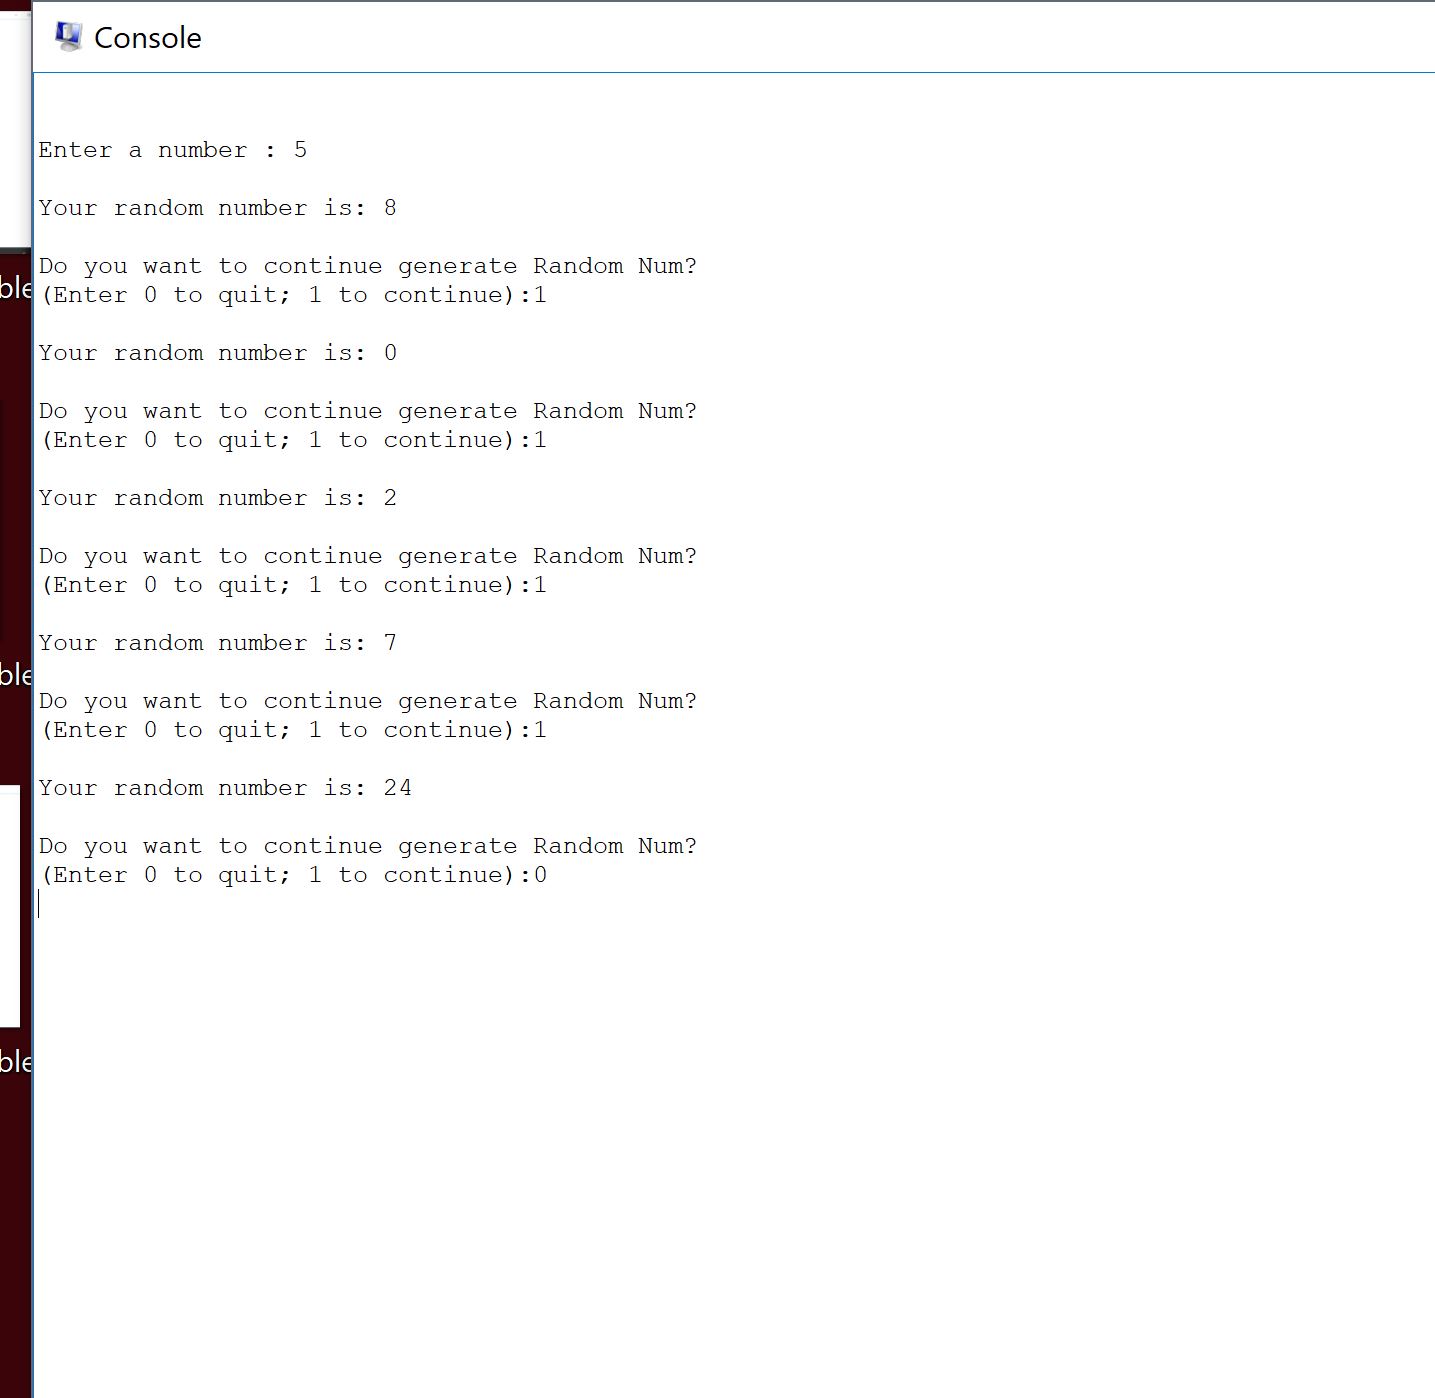 Console
Enter a number : 5
Your random number is: 8
Do you want to continue generate Random Num?
(Enter 0 to quit; 1 to continue):1
Your random number is: 0
Do you want to continue generate Random Num?
(Enter 0 to quit; 1 to continue):1
Your random number is: 2
Do you want to continue generate Random Num?
(Enter 0 to quit; 1 to continue):1
Your random number is: 7
Do you want to continue generate Random Num?
(Enter 0 to quit; 1 to continue):1
Your random number is: 24
Do you want to continue generate Random Num?
(Enter 0 to quit; 1 to continue):0
ble
ble
ble